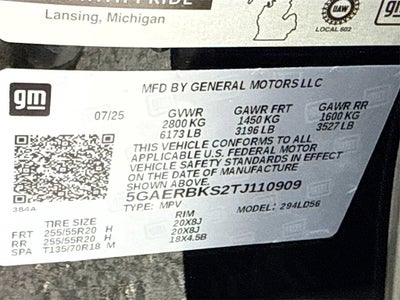 Lansing, Michigan
UAW
LOCAL 602
gm
gm
MFD BY GENERAL MOTORS LLC
07/25 GVWR GAWR FRT GAWR RR
2800 KG 1450 KG 1600 KG
6173 LB 3196 LB 3527 LB
THIS VEHICLE CONFORMS TO ALL
APPLICABLE U.S. FEDERAL MOTOR
VEHICLE SAFETY STANDARDS IN EFFECT
ON THE DATE OF MANUFACTURE SHOWN ABOVE.
5GAERBKS2TJ110909
384A
TYPE: MPV MODEL: 294LD56
TIRE SIZE RIM
FRT 255/55R20 H 20X8J
RR 255/55R20 H 20X8J
SPA T135/70R18 M 18X4.5B